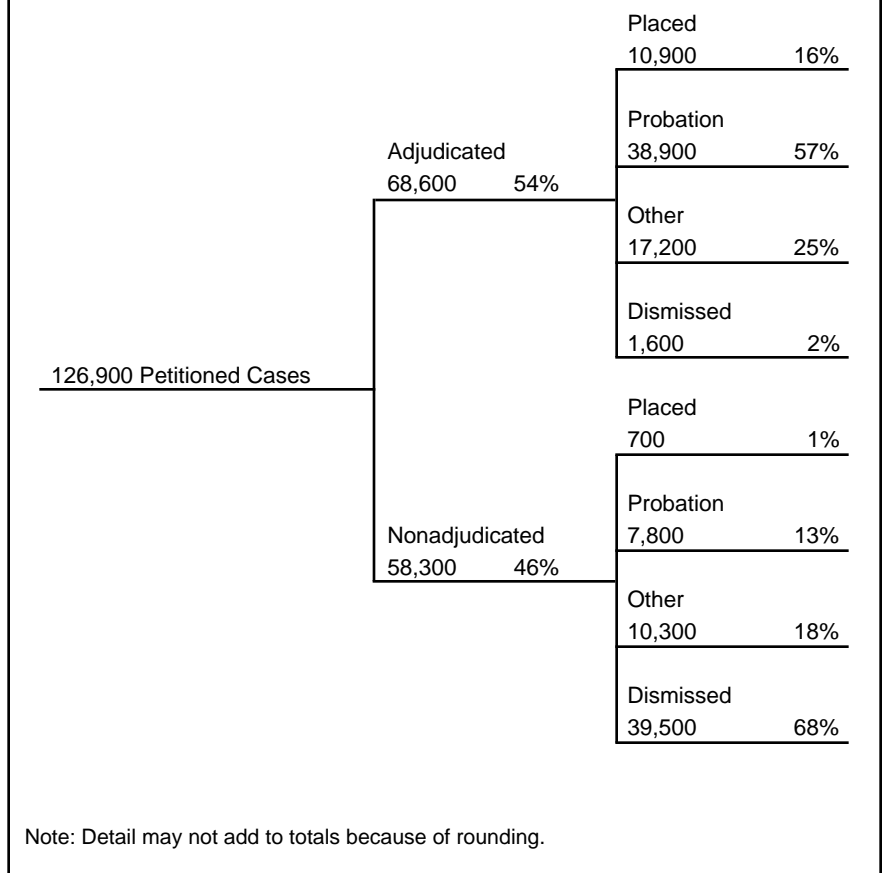 Placed
10,900 16%
Probation
38,900 57%
Adjudicated
68,600 54%
Other
17,200 25%
Dismissed
1,600 2%
126,900 Petitioned Cases
Placed
700 1%
Probation
7,800 13%
Nonadjudicated
58,300 46%
Other
10,300 18%
Dismissed
39,500 68%
Note: Detail may not add to totals because of rounding.